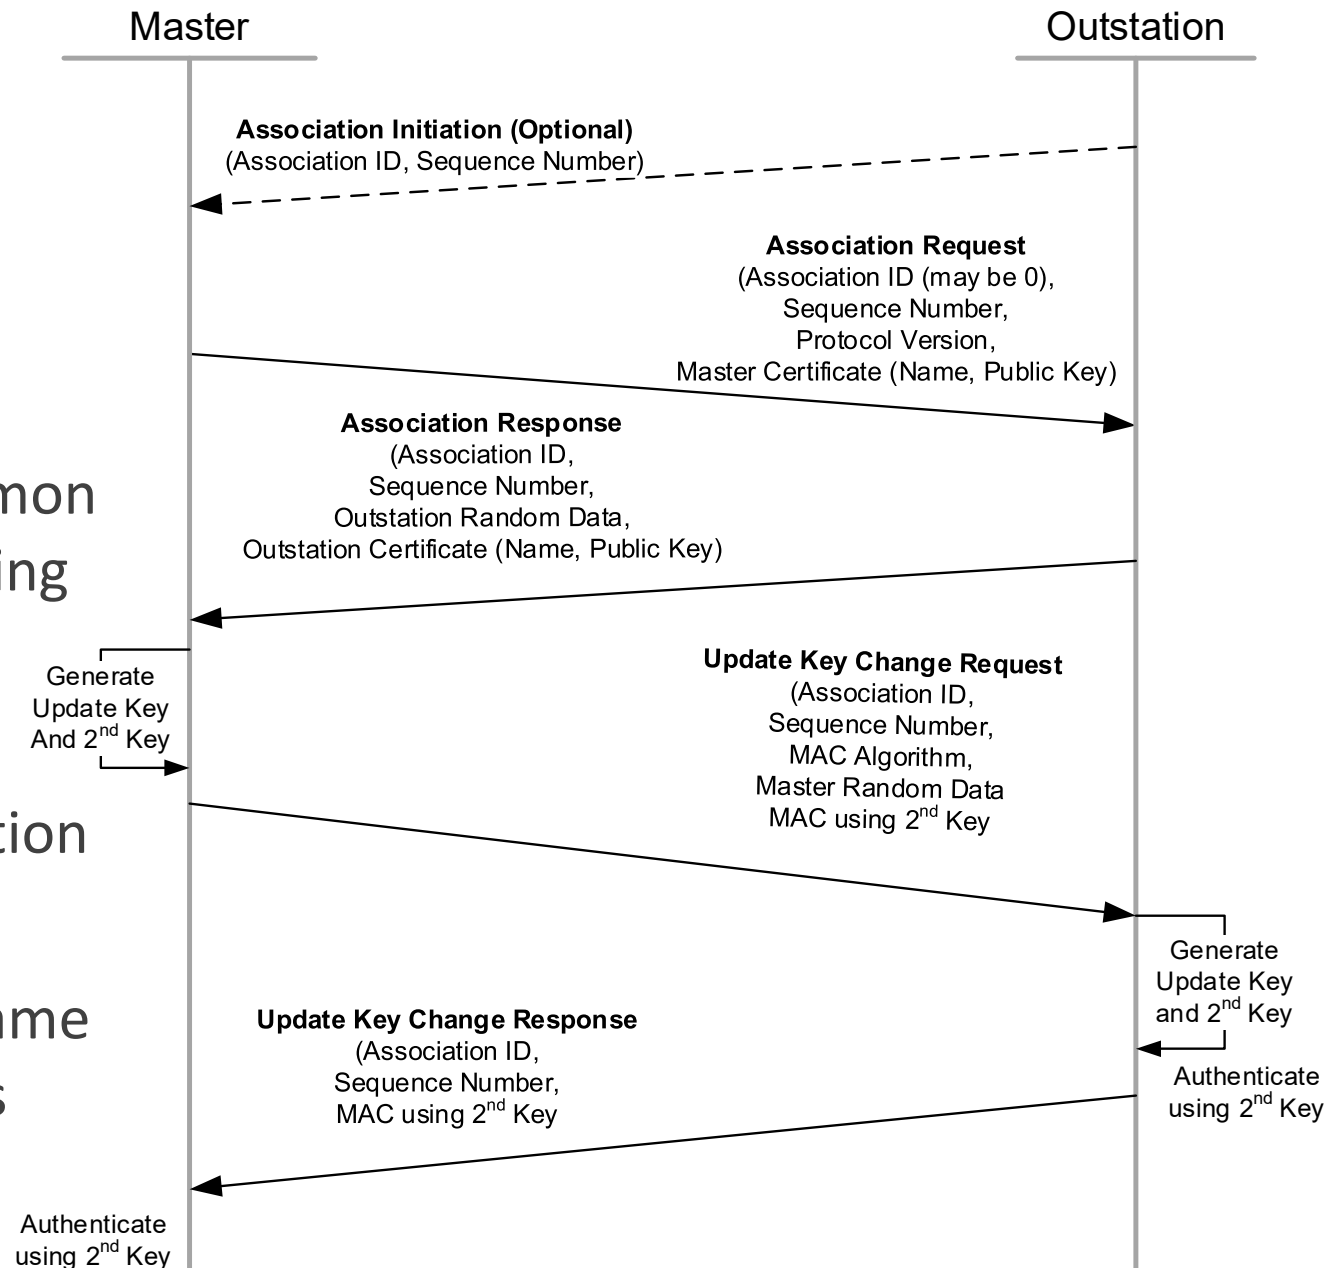 Master
Outstation
Association Initiation (Optional)
(Association ID, Sequence Number)
Association Request
(Association ID (may be 0),
Sequence Number,
Protocol Version,
Master Certificate (Name, Public Key)
Association Response
(Association ID,
Sequence Number,
Outstation Random Data,
Outstation Certificate (Name, Public Key)
Generate
Update Key
And 2nd Key
Update Key Change Request
(Association ID,
Sequence Number,
MAC Algorithm,
Master Random Data
MAC using 2nd Key
Generate
Update Key
and 2nd Key
Authenticate
using 2nd Key
Update Key Change Response
(Association ID,
Sequence Number,
MAC using 2nd Key
Authenticate
using 2nd Key